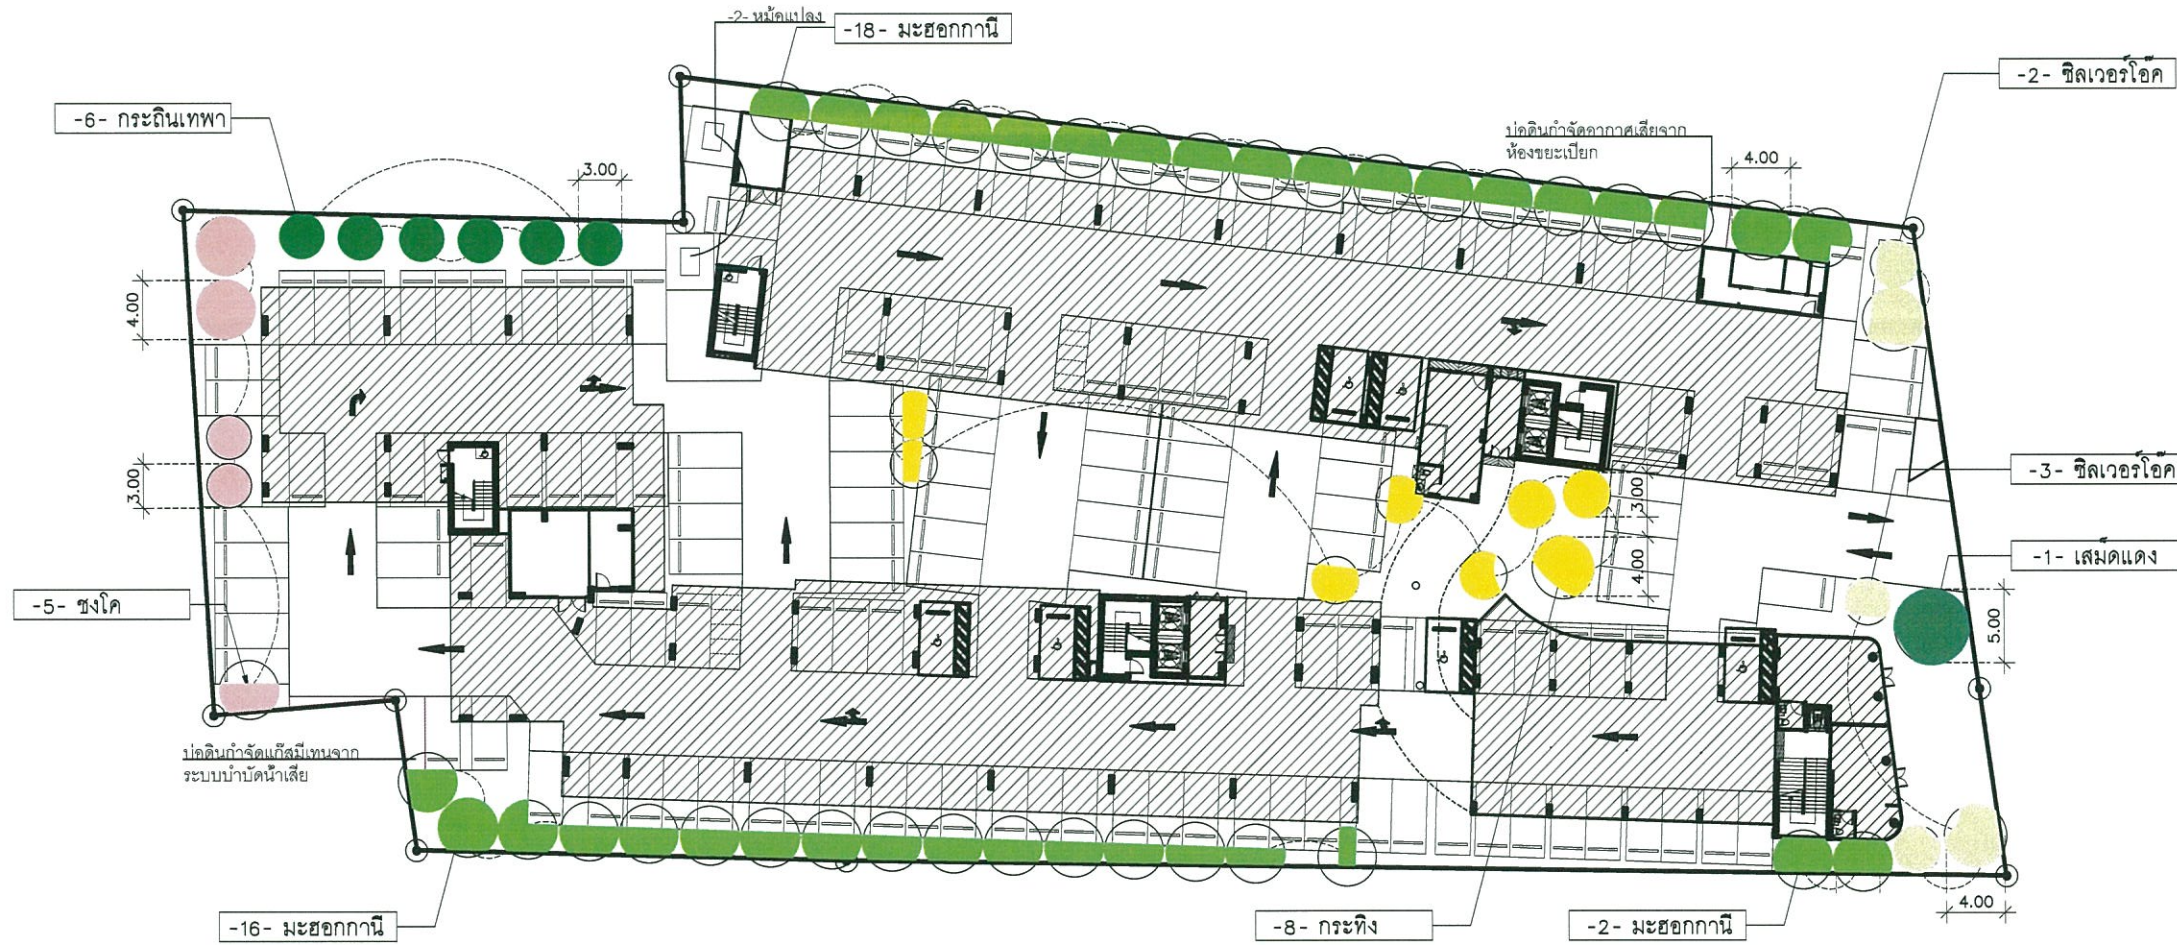 -2- หม้อแปลง
-18- มะฮอกกานี
-2- ซิลเวอร์โอ๊ค
-6- กระถินเทพา
บ่อดินกำจัดอากาศเสียจาก
ห้องขยะเปียก
3.00
4.00
4.00
3.00
-3- ซิลเวอร์โอ๊ค
3.00
4.00
-1- เสม็ดแดง
5.00
-5- ชงโค
บ่อดินกำจัดแก๊สมีเทนจาก
ระบบบำบัดน้ำเสีย
4.00
-16- มะฮอกกานี
-8- กระทิง
-2- มะฮอกกานี